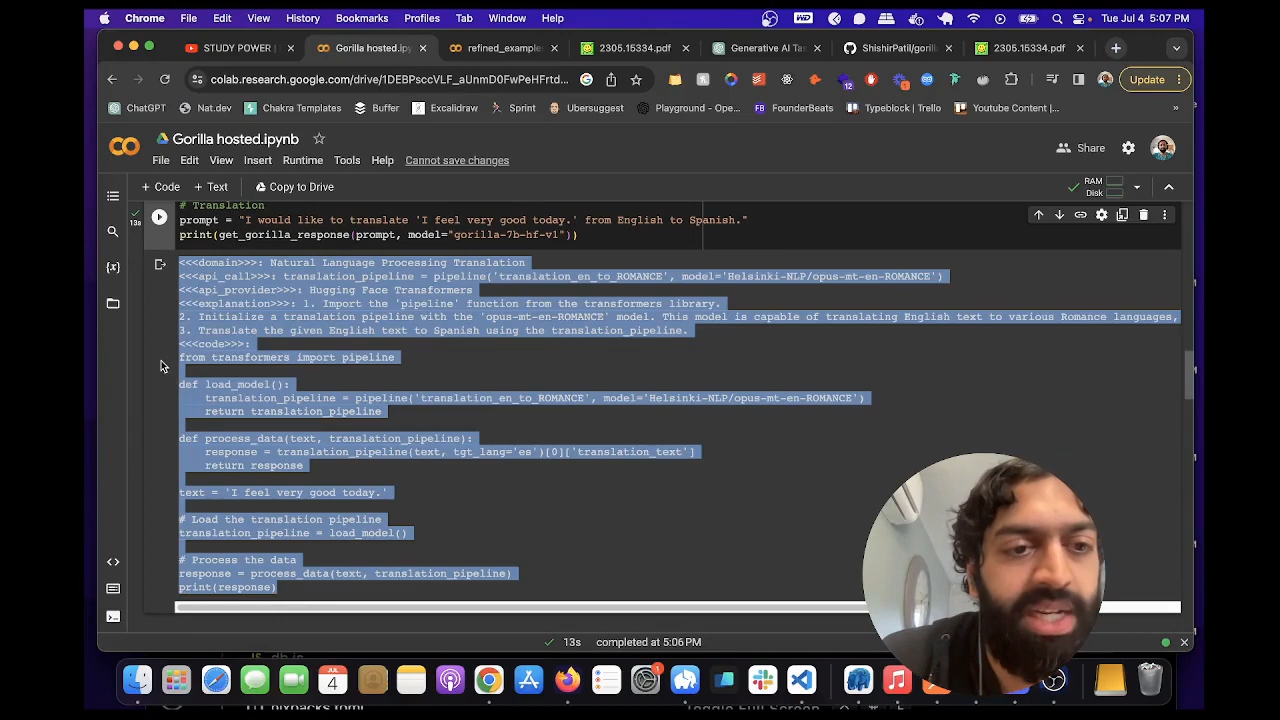 Chrome File Edit View History Bookmarks Profiles Tab Window Help
WD
Tue Jul 4 5:07 PM
STUDY POWER |
Gorilla hosted.ipynb
refined_examples
2305.15334.pdf
Generative AI Tas
ShishirPatil/gorill
2305.15334.pdf
colab.research.google.com/drive/1DEBPsccVLF_aUnmD0FwPeHFrtd...
12
Update
ChatGPT
Nat.dev
Chakra Templates
Buffer
Excalidraw
Sprint
Ubersuggest
Playground - Ope...
FB FounderBeats
Typeblock | Trello
Youtube Content |...
»
CO
Gorilla hosted.ipynb
File Edit View Insert Runtime Tools Help Cannot save changes
Share
+ Code + Text Copy to Drive
RAM
Disk
13s
# Translation
prompt = "I would like to translate 'I feel very good today.' from English to Spanish."
print(get_gorilla_response(prompt, model="gorilla-7b-hf-v1"))
<<<domain>>>: Natural Language Processing Translation
<<<api_call>>>: translation_pipeline = pipeline('translation_en_to_ROMANCE', model='Helsinki-NLP/opus-mt-en-ROMANCE')
<<<api_provider>>>: Hugging Face Transformers
<<<explanation>>>: 1. Import the 'pipeline' function from the transformers library.
2. Initialize a translation pipeline with the 'opus-mt-en-ROMANCE' model. This model is capable of translating English text to various Romance languages,
3. Translate the given English text to Spanish using the translation_pipeline.
<<<code>>>:
from transformers import pipeline
def load_model():
translation_pipeline = pipeline('translation_en_to_ROMANCE', model='Helsinki-NLP/opus-mt-en-ROMANCE')
return translation_pipeline
def process_data(text, translation_pipeline):
response = translation_pipeline(text, tgt_lang='es')[0]['translation_text']
return response
text = 'I feel very good today.'
# Load the translation pipeline
translation_pipeline = load_model()
# Process the data
response = process_data(text, translation_pipeline)
print(response)
13s completed at 5:06 PM
JUL
4
1